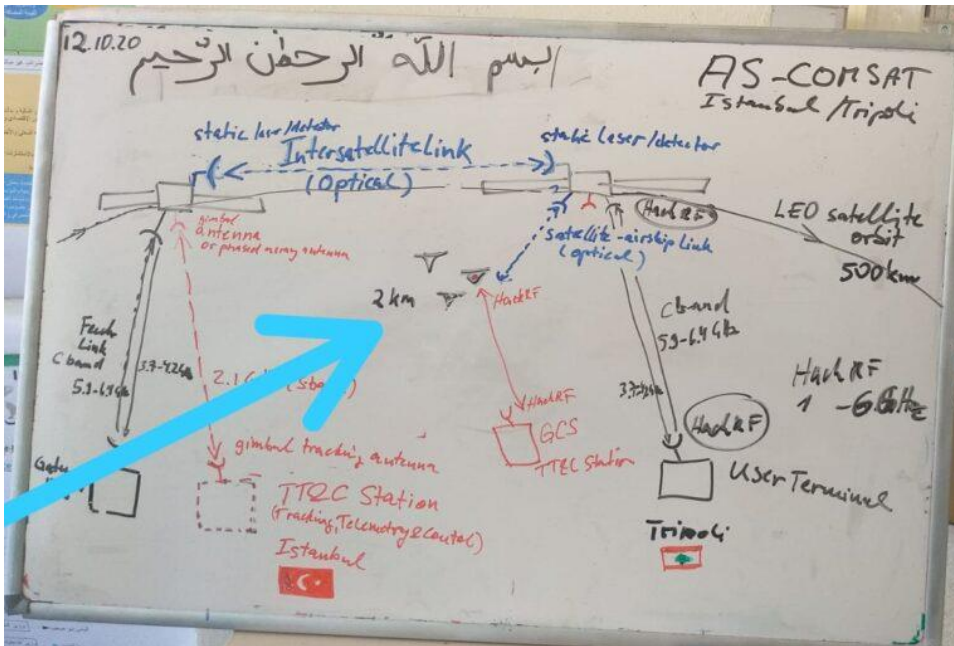 12.10.20
بسم الله الرحمن الرحيم
AS-COMSAT
Istanbul/Tripoli
static laser/detector
Intersatellite Link
(Optical)
static laser/detector
gimbal
antenna
or phased array antenna
HackRF
satellite-airship link
(optical)
LEO satellite
orbit
500km
2 km
HackRF
Link
C band
5.9-6.4 GHz
3.7-4.2 GHz
2.1
C band
5.9-6.4 GHz
3.7-4.2 GHz
HackRF
1 -6 GHz
HackRF
HackRF
GCS
TT&C Station
gimbal tracking antenna
TT&C Station
(Tracking, Telemetry & Control)
Istanbul
User Terminal
Tripoli